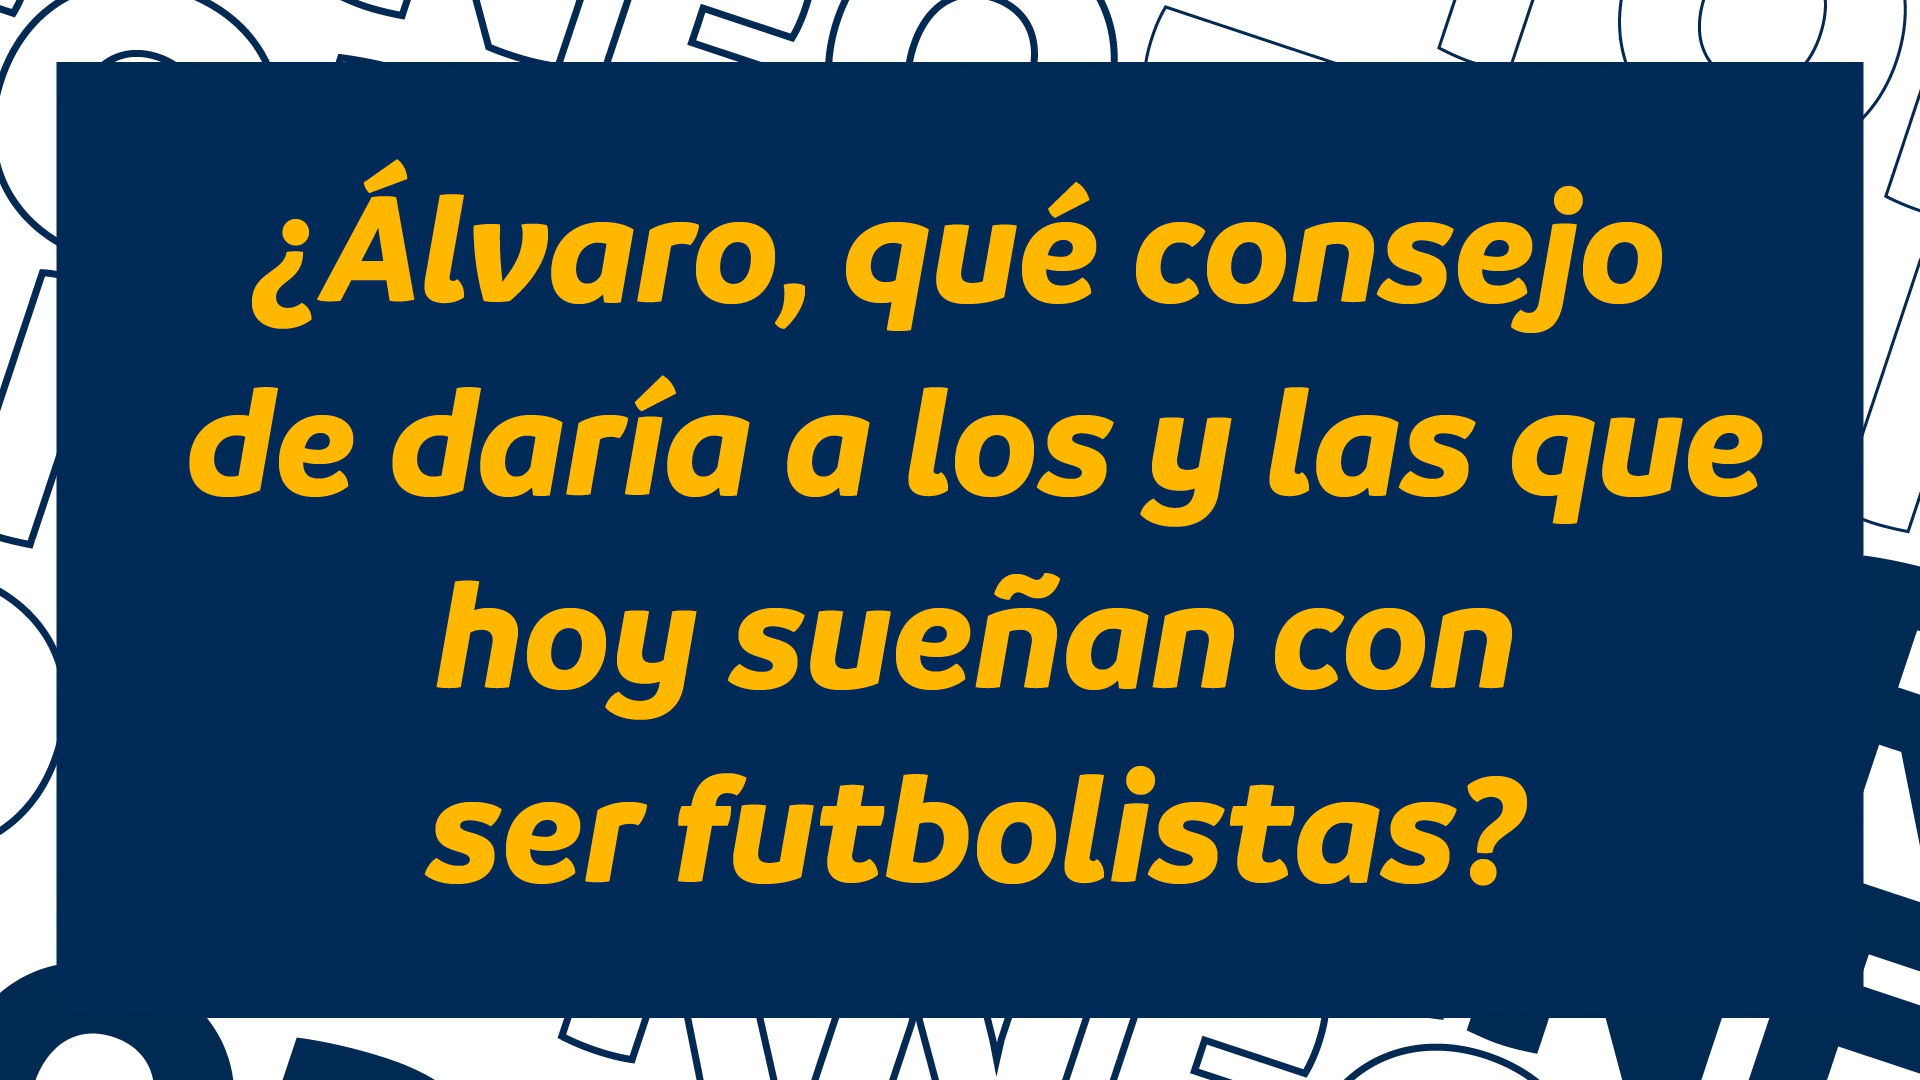 ¿Álvaro, qué consejo
de daría a los y las que
hoy sueñan con
ser futbolistas?